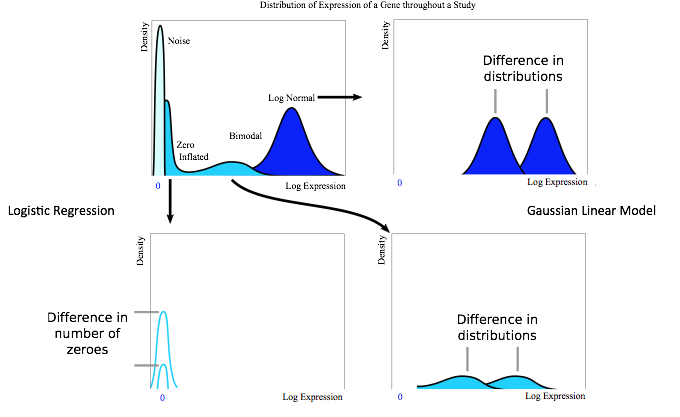 Distribution of Expression of a Gene throughout a Study
Density
Noise
Log Normal
Bimodal
Zero
Inflated
0
Log Expression
Density
Difference in
distributions
0
Log Expression
Logistic Regression
Gaussian Linear Model
Density
Difference in
number of
zeroes
0
Log Expression
Density
Difference in
distributions
0
Log Expression